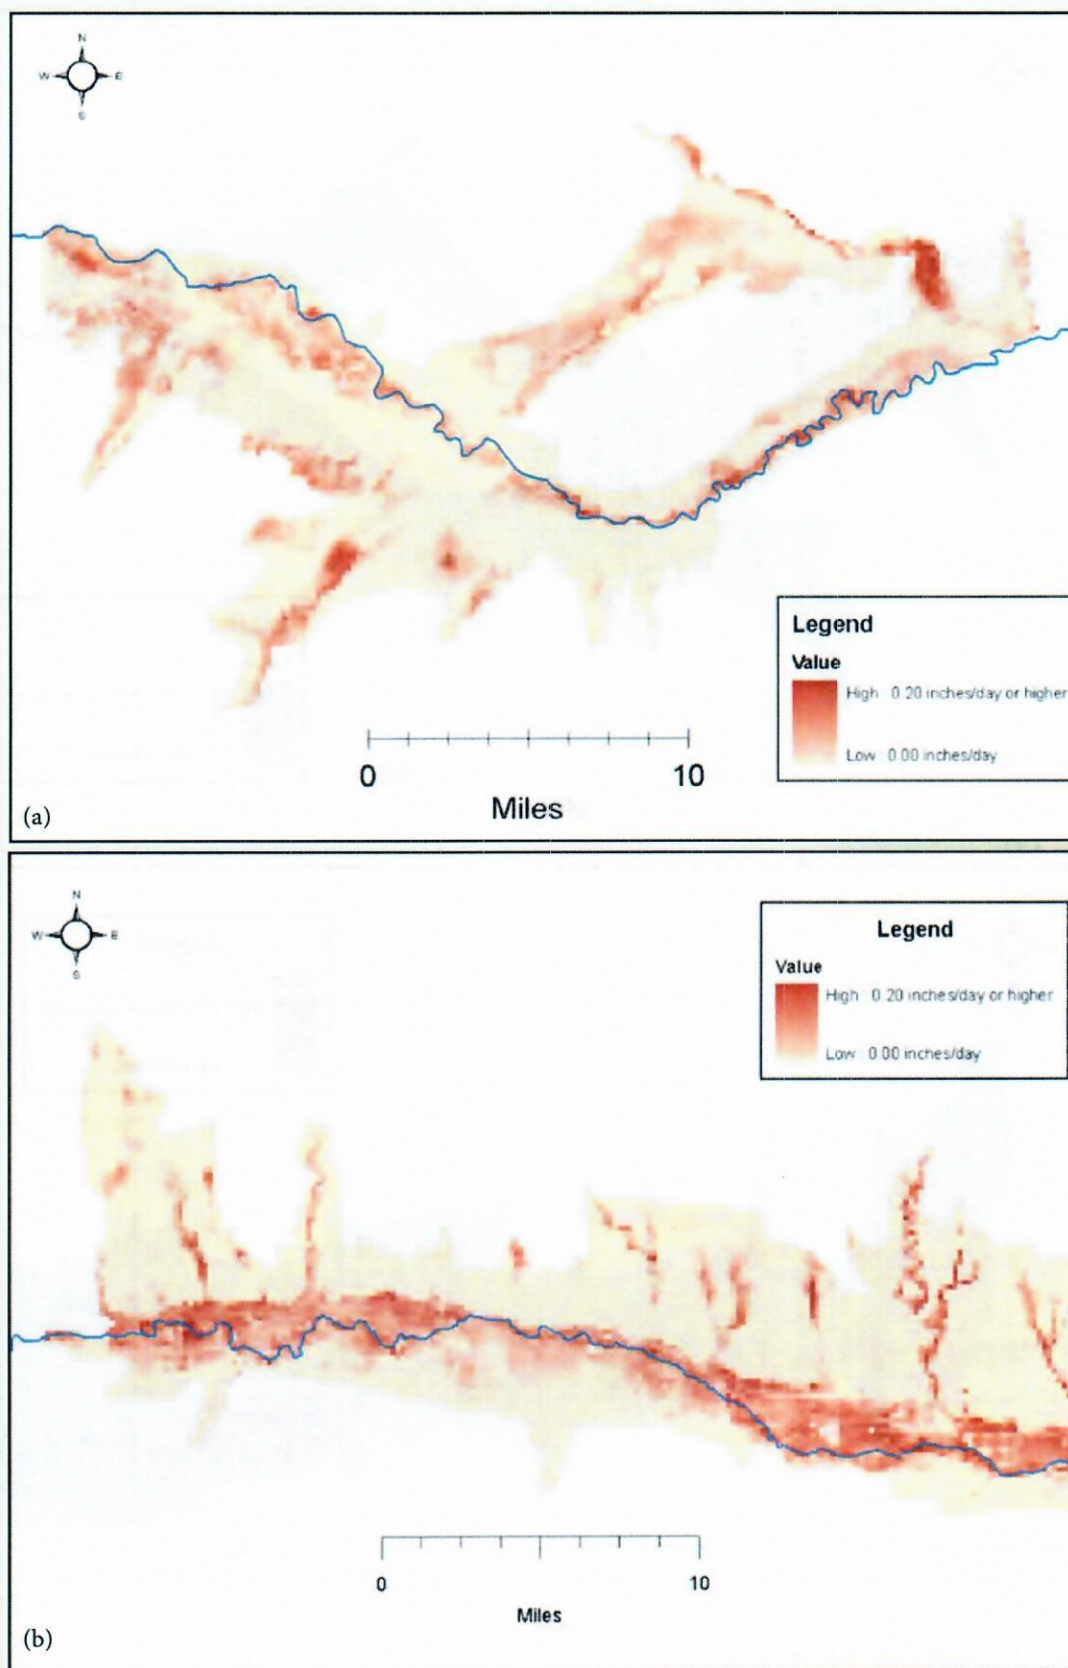 N
W E
S
Legend
Value
High : 0.20 inches/day or higher
Low : 0.00 inches/day
0 10
Miles
(a)
N
W E
S
Legend
Value
High : 0.20 inches/day or higher
Low : 0.00 inches/day
0 10
Miles
(b)